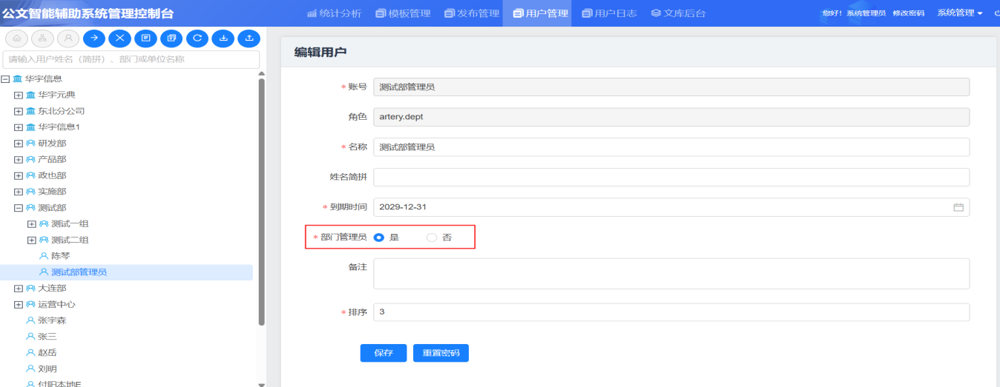 公文智能辅助系统管理控制台
统计分析 模板管理 发布管理 用户管理 用户日志 文库后台
您好！系统管理员 修改密码 系统管理
请输入用户姓名（简拼）、部门或单位名称
华宇信息
华宇元典
东北分公司
华宇信息1
研发部
产品部
政也部
实施部
测试部
测试一组
测试二组
陈琴
测试部管理员
大连部
运营中心
张宇森
张三
赵岳
刘明
编辑用户
* 账号 测试部管理员
角色 artery.dept
* 名称 测试部管理员
姓名简拼
* 到期时间 2029-12-31
* 部门管理员 是 否
备注
* 排序 3
保存 重置密码